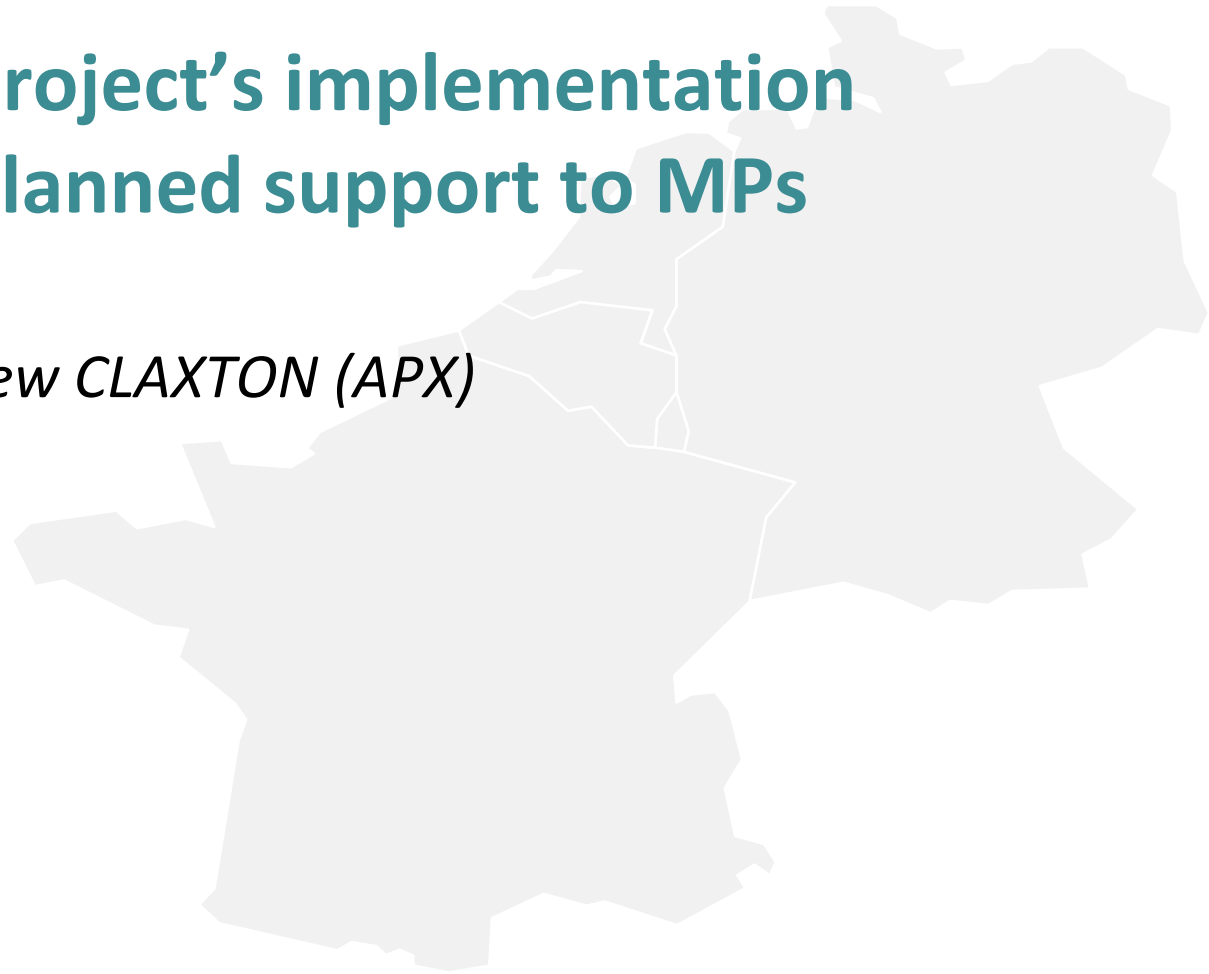 roject’s implementation
lanned support to MPs
ew CLAXTON (APX)